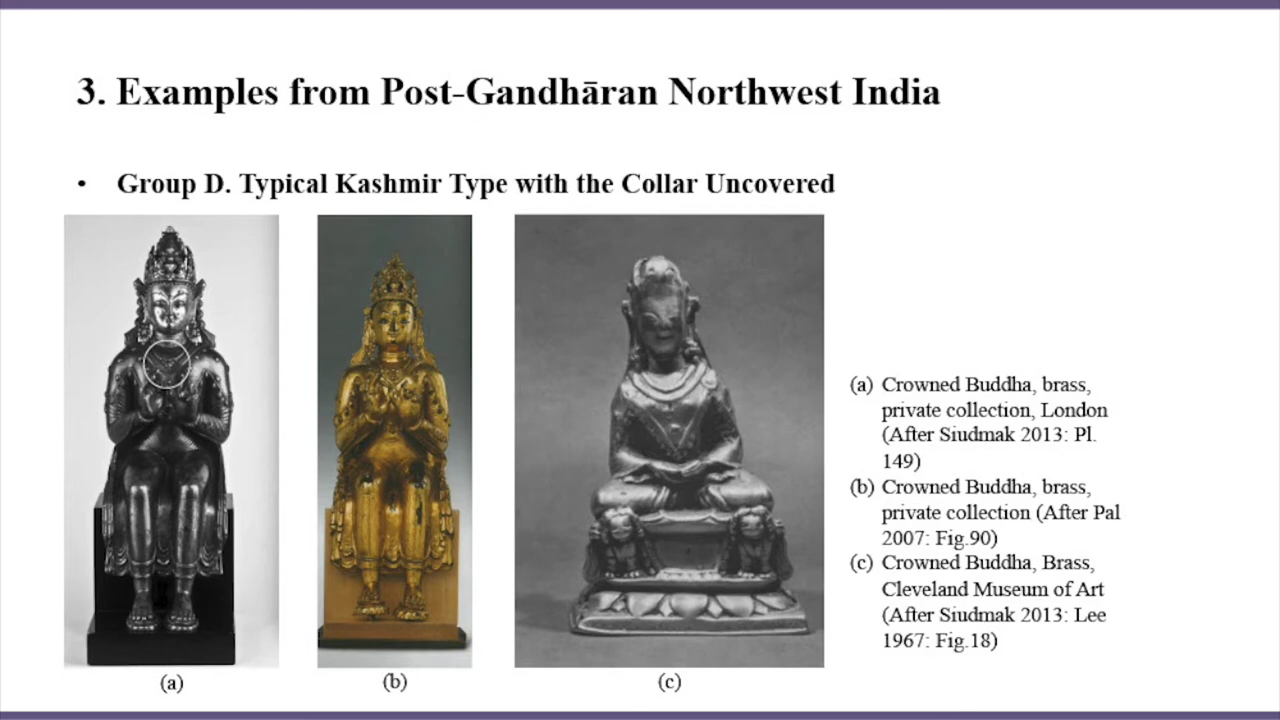 3. Examples from Post-Gandhāran Northwest India
• Group D. Typical Kashmir Type with the Collar Uncovered
(a) Crowned Buddha, brass,
private collection, London
(After Siudmak 2013: Pl.
149)
(b) Crowned Buddha, brass,
private collection (After Pal
2007: Fig.90)
(c) Crowned Buddha, Brass,
Cleveland Museum of Art
(After Siudmak 2013: Lee
1967: Fig.18)
(a)
(b)
(c)